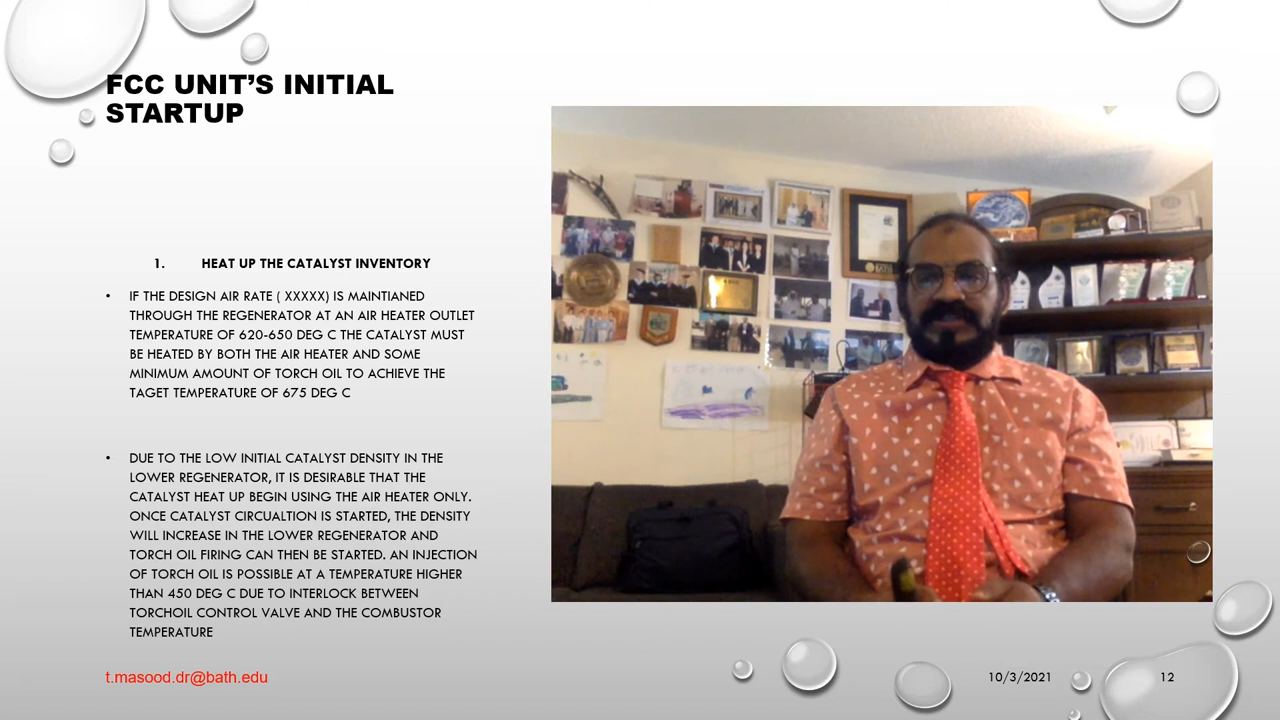 FCC UNIT’S INITIAL
STARTUP
1. HEAT UP THE CATALYST INVENTORY
• IF THE DESIGN AIR RATE ( XXXXX) IS MAINTIANED
THROUGH THE REGENERATOR AT AN AIR HEATER OUTLET
TEMPERATURE OF 620-650 DEG C THE CATALYST MUST
BE HEATED BY BOTH THE AIR HEATER AND SOME
MINIMUM AMOUNT OF TORCH OIL TO ACHIEVE THE
TAGET TEMPERATURE OF 675 DEG C
• DUE TO THE LOW INITIAL CATALYST DENSITY IN THE
LOWER REGENERATOR, IT IS DESIRABLE THAT THE
CATALYST HEAT UP BEGIN USING THE AIR HEATER ONLY.
ONCE CATALYST CIRCUALTION IS STARTED, THE DENSITY
WILL INCREASE IN THE LOWER REGENERATOR AND
TORCH OIL FIRING CAN THEN BE STARTED. AN INJECTION
OF TORCH OIL IS POSSIBLE AT A TEMPERATURE HIGHER
THAN 450 DEG C DUE TO INTERLOCK BETWEEN
TORCHOIL CONTROL VALVE AND THE COMBUSTOR
TEMPERATURE
t.masood.dr@bath.edu
10/3/2021
12